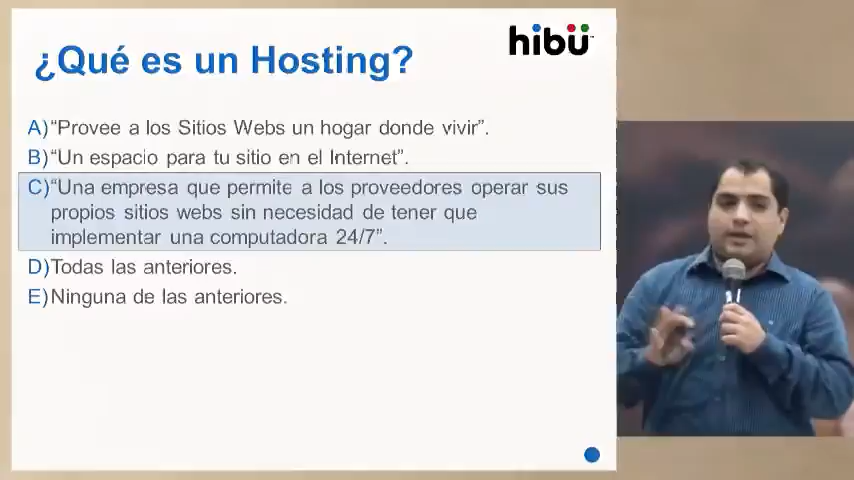 hibü
¿Qué es un Hosting?
A) “Provee a los Sitios Webs un hogar donde vivir”.
B) “Un espacio para tu sitio en el Internet”.
C) “Una empresa que permite a los proveedores operar sus
propios sitios webs sin necesidad de tener que
implementar una computadora 24/7”.
D) Todas las anteriores.
E) Ninguna de las anteriores.